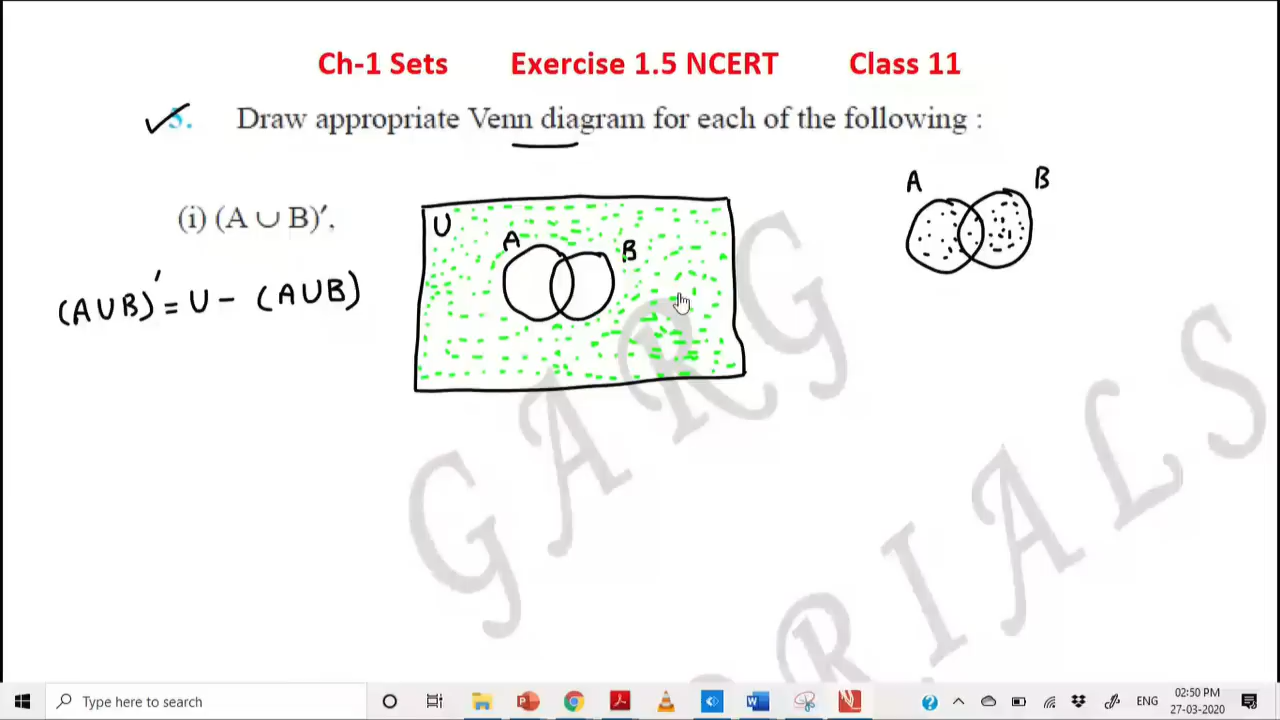 Ch-1 Sets Exercise 1.5 NCERT Class 11
5. Draw appropriate Venn diagram for each of the following :
(i) (A ∪ B)′,
(A∪B)′ = U - (A∪B)
U
A
B
A
B
GARG
RIALS
Type here to search
ENG
02:50 PM
27-03-2020